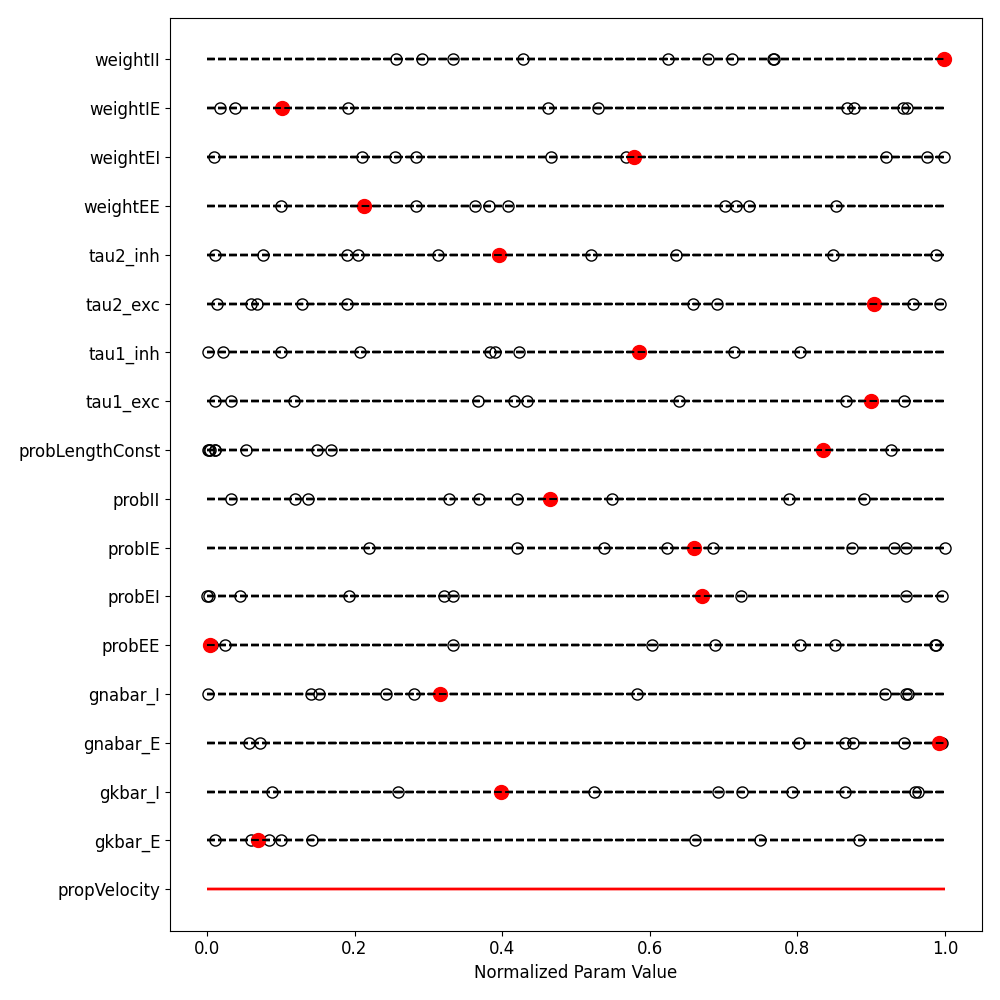 weightII
weightIE
weightEI
weightEE
tau2_inh
tau2_exc
tau1_inh
tau1_exc
probLengthConst
probII
probIE
probEI
probEE
gnabar_I
gnabar_E
gkbar_I
gkbar_E
propVelocity
0.0 0.2 0.4 0.6 0.8 1.0
Normalized Param Value